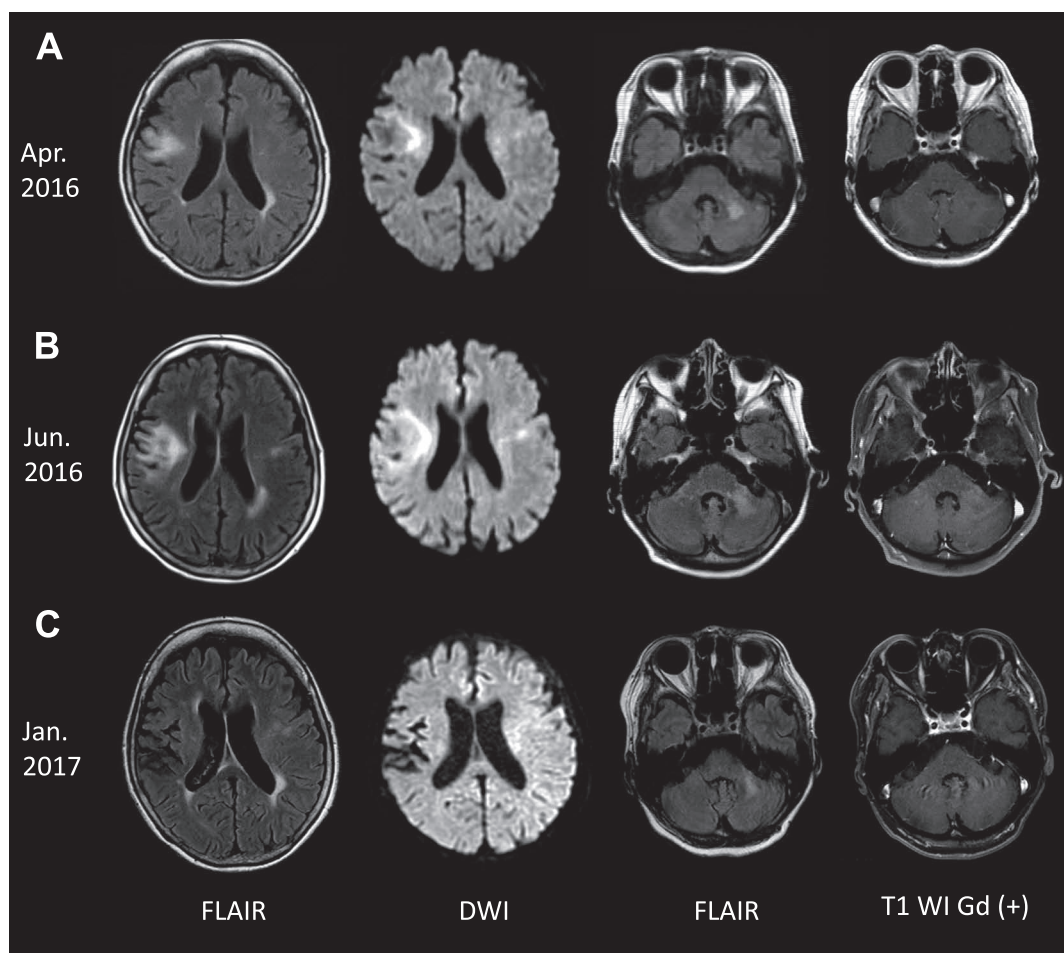 A
Apr.
2016
B
Jun.
2016
C
Jan.
2017
FLAIR DWI FLAIR T1 WI Gd (+)